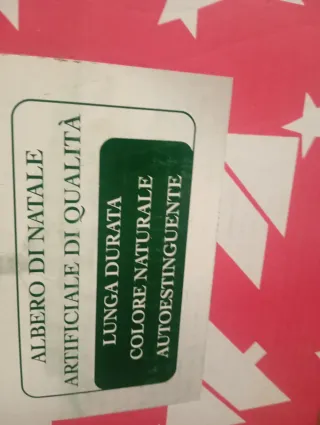 ALBERO DI NATALE
ARTIFICIALE DI QUALITÀ
LUNGA DURATA
COLORE NATURALE
AUTOESTINGUENTE